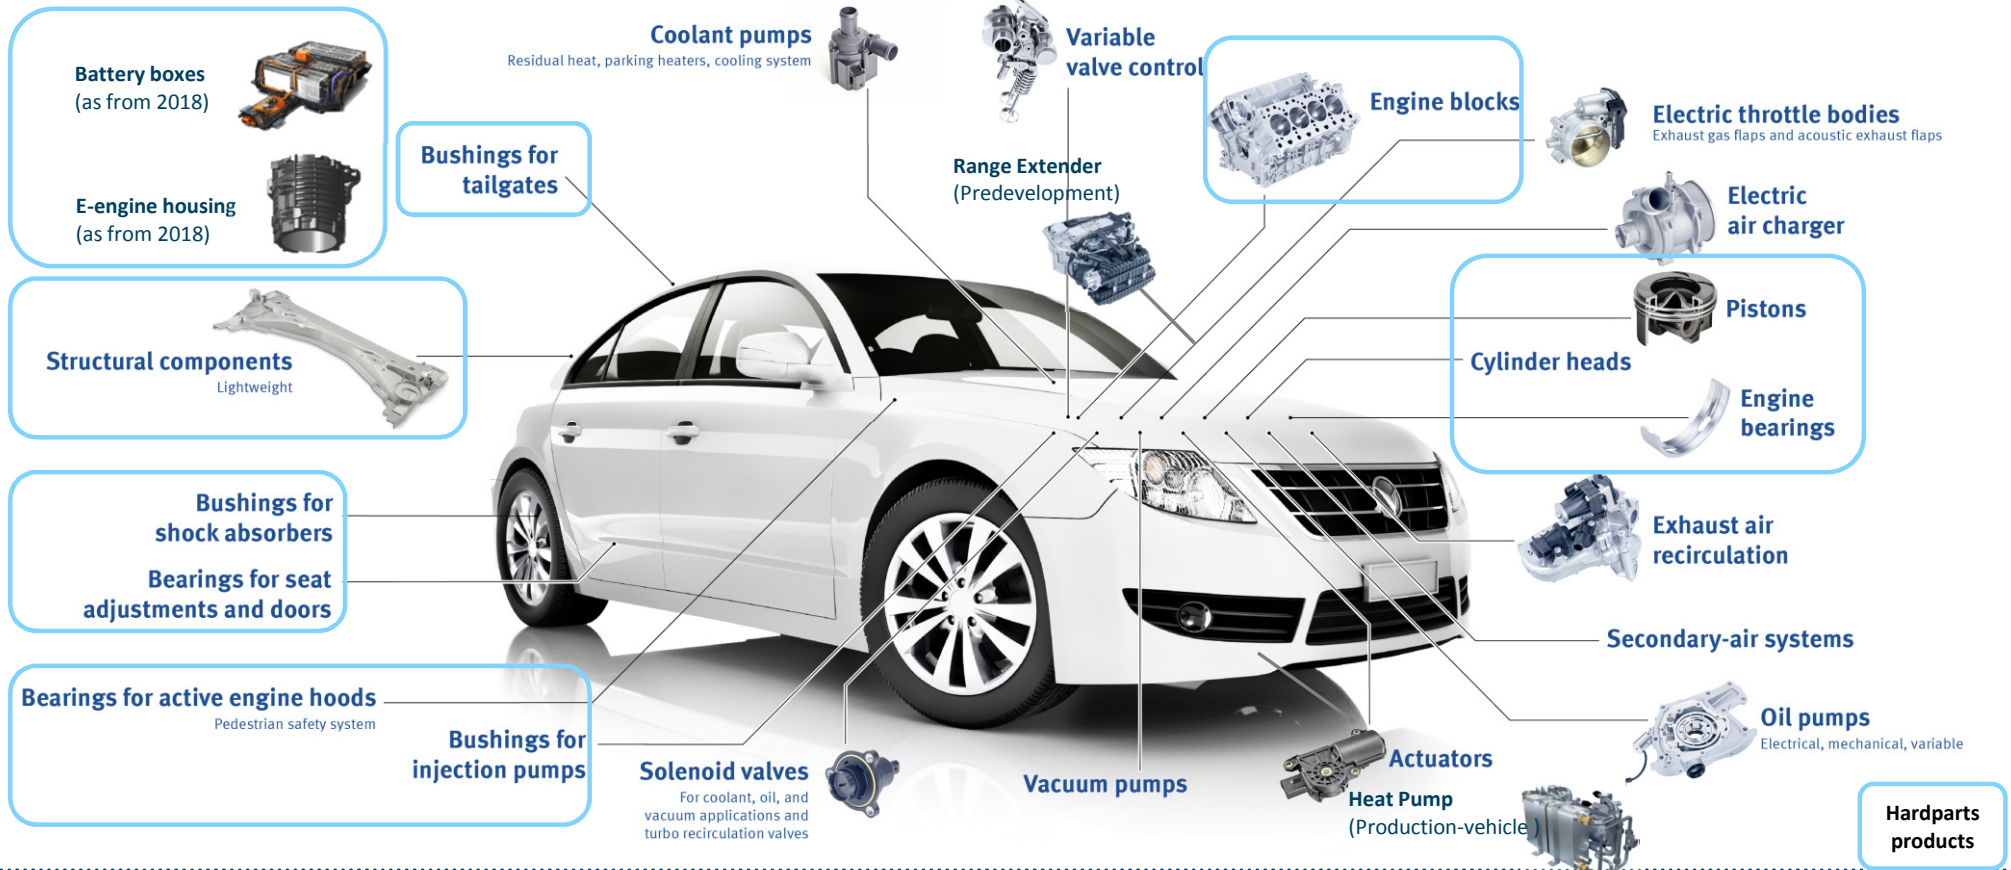 Battery boxes
(as from 2018)
E-engine housing
(as from 2018)
Bushings for
tailgates
Coolant pumps
Residual heat, parking heaters, cooling system
Variable
valve control
Range Extender
(Predevelopment)
Engine blocks
Electric throttle bodies
Exhaust gas flaps and acoustic exhaust flaps
Electric
air charger
Pistons
Cylinder heads
Engine
bearings
Structural components
Lightweight
Bushings for
shock absorbers
Bearings for seat
adjustments and doors
Exhaust air
recirculation
Secondary-air systems
Bearings for active engine hoods
Pedestrian safety system
Bushings for
injection pumps
Solenoid valves
For coolant, oil, and
vacuum applications and
turbo recirculation valves
Vacuum pumps
Actuators
Heat Pump
(Production-vehicle )
Oil pumps
Electrical, mechanical, variable
Hardparts
products